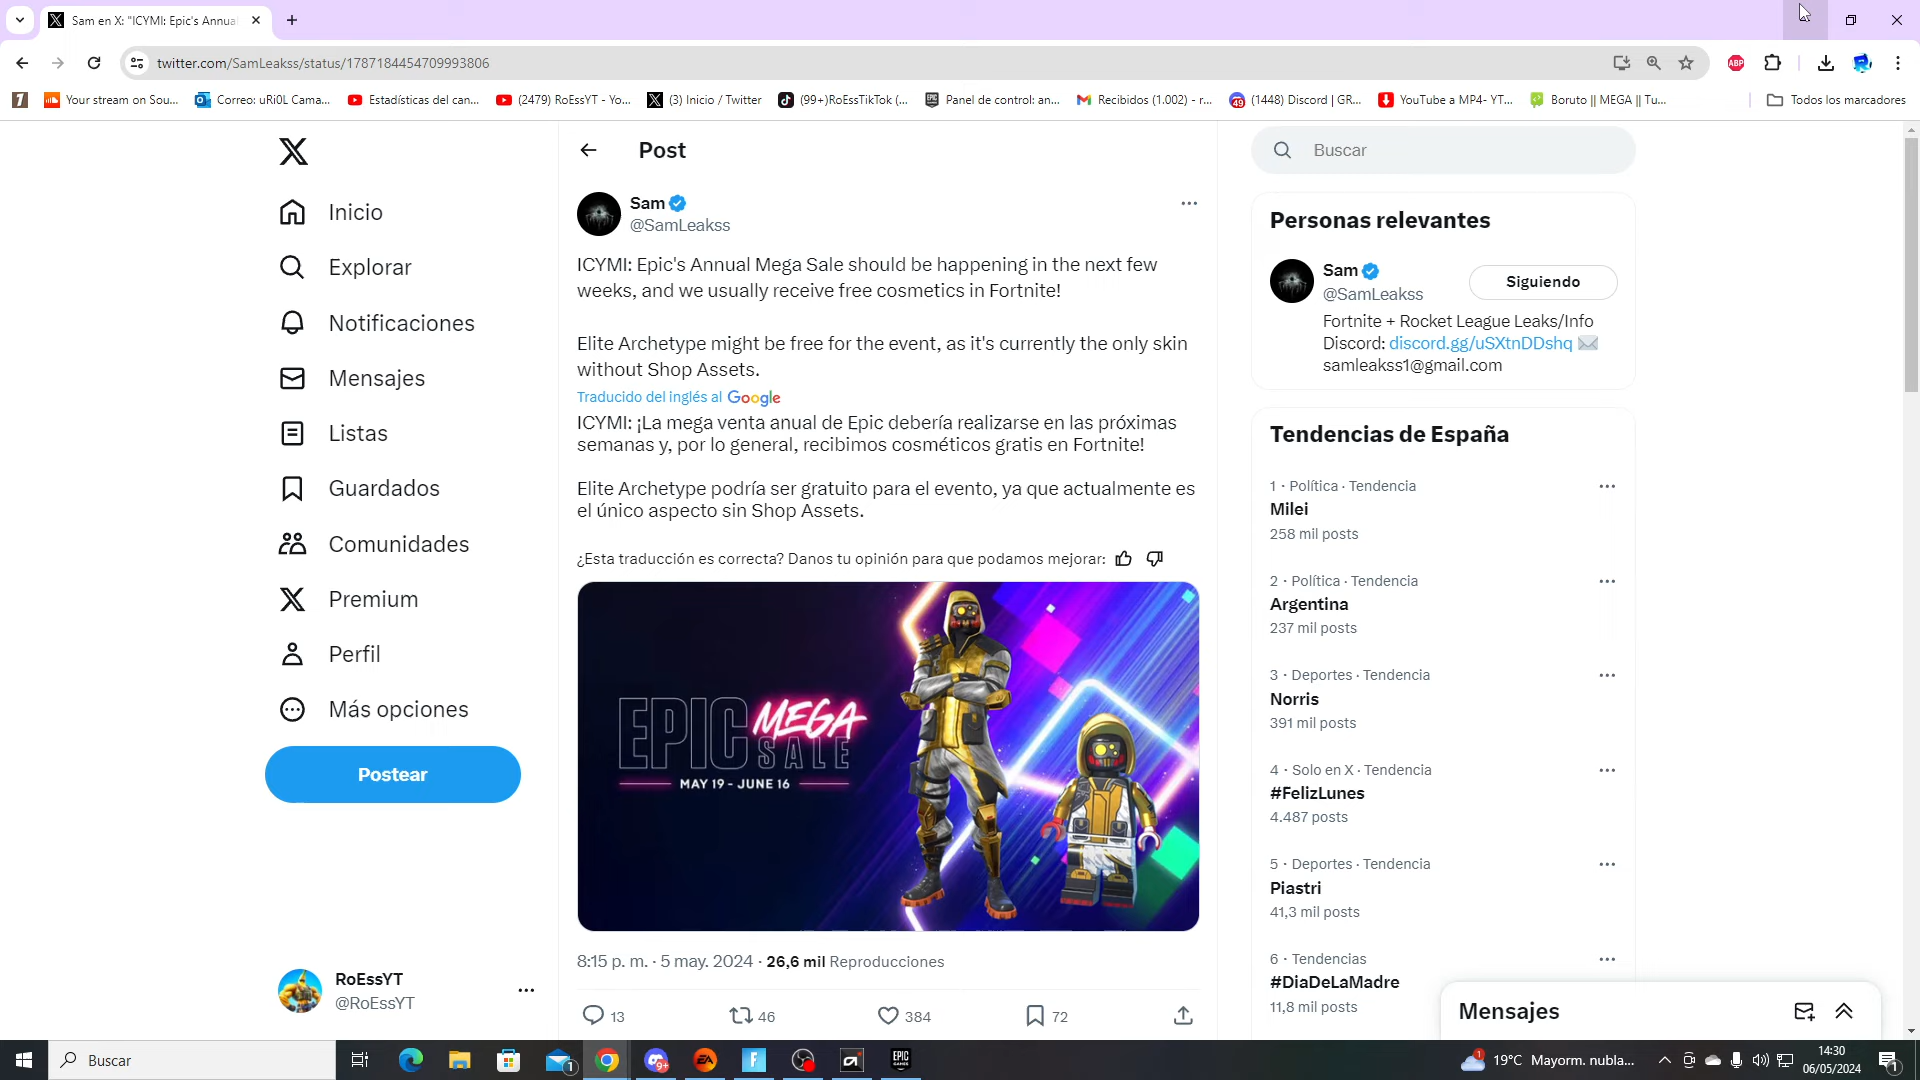 Sam en X: "ICYMI: Epic's Annua
twitter.com/SamLeakss/status/1787184454709993806
ABP
Your stream on Sou...
Correo: uRi0L Cama...
Estadísticas del can...
(2479) RoEssYT - Yo...
(3) Inicio / Twitter
(99+)RoEssTikTok (...
Panel de control: an...
Recibidos (1.002) - r...
(1448) Discord | GR...
YouTube a MP4- YT...
Boruto || MEGA || Tu...
Todos los marcadores
Inicio
Explorar
Notificaciones
Mensajes
Listas
Guardados
Comunidades
Premium
Perfil
Más opciones
Postear
RoEssYT
@RoEssYT
Post
Sam
@SamLeakss
ICYMI: Epic's Annual Mega Sale should be happening in the next few
weeks, and we usually receive free cosmetics in Fortnite!
Elite Archetype might be free for the event, as it's currently the only skin
without Shop Assets.
Traducido del inglés al Google
ICYMI: ¡La mega venta anual de Epic debería realizarse en las próximas
semanas y, por lo general, recibimos cosméticos gratis en Fortnite!
Elite Archetype podría ser gratuito para el evento, ya que actualmente es
el único aspecto sin Shop Assets.
¿Esta traducción es correcta? Danos tu opinión para que podamos mejorar:
EPIC MEGA
SALE
MAY 19 - JUNE 16
8:15 p. m. · 5 may. 2024 · 26,6 mil Reproducciones
13
46
384
72
Buscar
Personas relevantes
Sam
@SamLeakss
Siguiendo
Fortnite + Rocket League Leaks/Info
Discord: discord.gg/uSXtnDDshq
samleakss1@gmail.com
Tendencias de España
1 · Política · Tendencia
Milei
258 mil posts
2 · Política · Tendencia
Argentina
237 mil posts
3 · Deportes · Tendencia
Norris
391 mil posts
4 · Solo en X · Tendencia
#FelizLunes
4.487 posts
5 · Deportes · Tendencia
Piastri
41,3 mil posts
6 · Tendencias
#DiaDeLaMadre
11,8 mil posts
Mensajes
Buscar
1
9+
EA
EPIC
19°C Mayorm. nubla...
14:30
06/05/2024
1